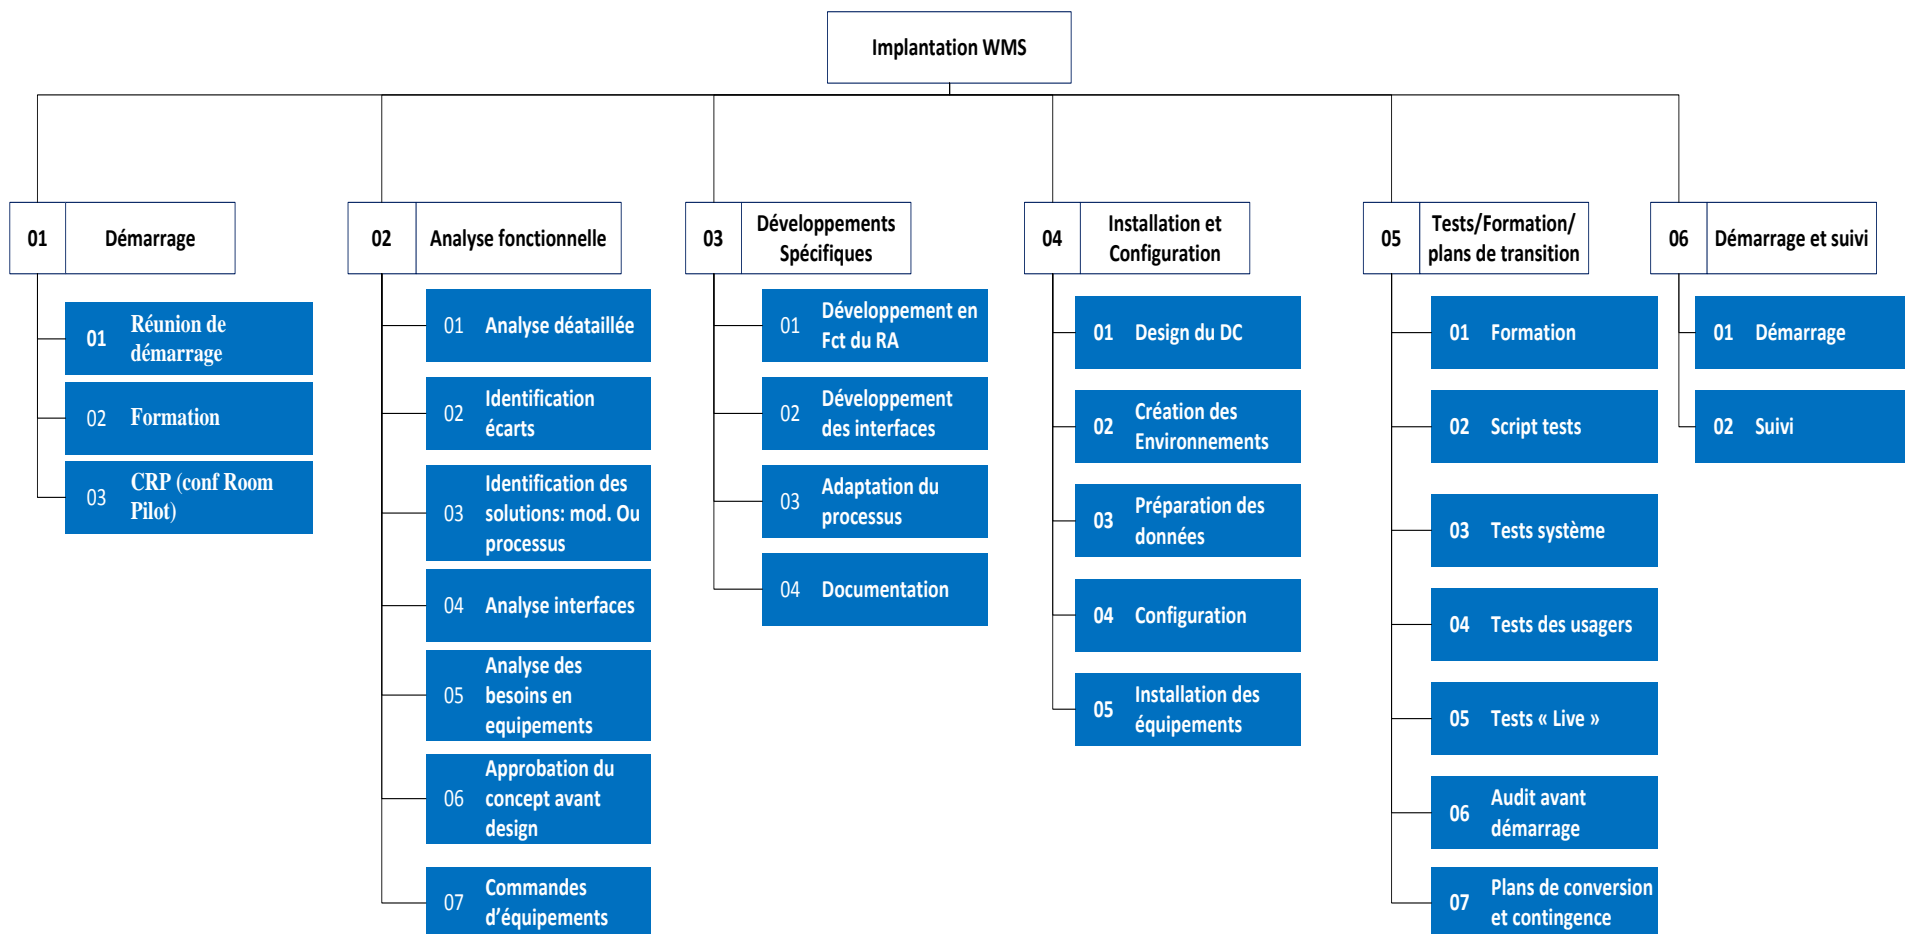 Implantation WMS
01 Démarrage
01 Réunion de
démarrage
02 Formation
03 CRP (conf Room
Pilot)
02 Analyse fonctionnelle
01 Analyse déataillée
02 Identification
écarts
03 Identification des
solutions: mod. Ou
processus
04 Analyse interfaces
05 Analyse des
besoins en
equipements
06 Approbation du
concept avant
design
07 Commandes
d’équipements
03 Développements
Spécifiques
01 Développement en
Fct du RA
02 Développement
des interfaces
03 Adaptation du
processus
04 Documentation
04 Installation et
Configuration
01 Design du DC
02 Création des
Environnements
03 Préparation des
données
04 Configuration
05 Installation des
équipements
05 Tests/Formation/
plans de transition
01 Formation
02 Script tests
03 Tests système
04 Tests des usagers
05 Tests « Live »
06 Audit avant
démarrage
07 Plans de conversion
et contingence
06 Démarrage et suivi
01 Démarrage
02 Suivi